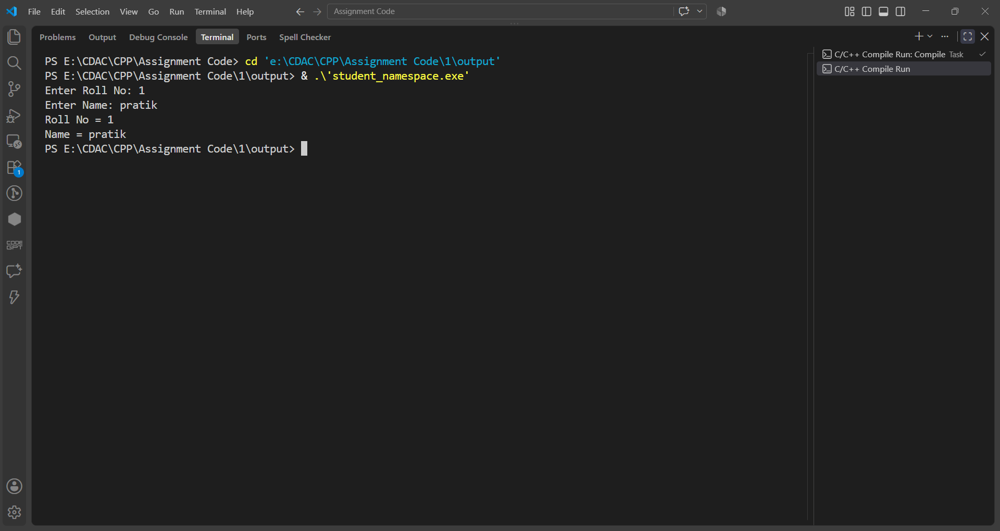 File Edit Selection View Go Run Terminal Help
Assignment Code
Problems Output Debug Console Terminal Ports Spell Checker
PS E:\CDAC\CPP\Assignment Code> cd 'e:\CDAC\CPP\Assignment Code\1\output'
PS E:\CDAC\CPP\Assignment Code\1\output> & .\'student_namespace.exe'
Enter Roll No: 1
Enter Name: pratik
Roll No = 1
Name = pratik
PS E:\CDAC\CPP\Assignment Code\1\output>
C/C++ Compile Run: Compile Task
C/C++ Compile Run
1
CODE
GPT